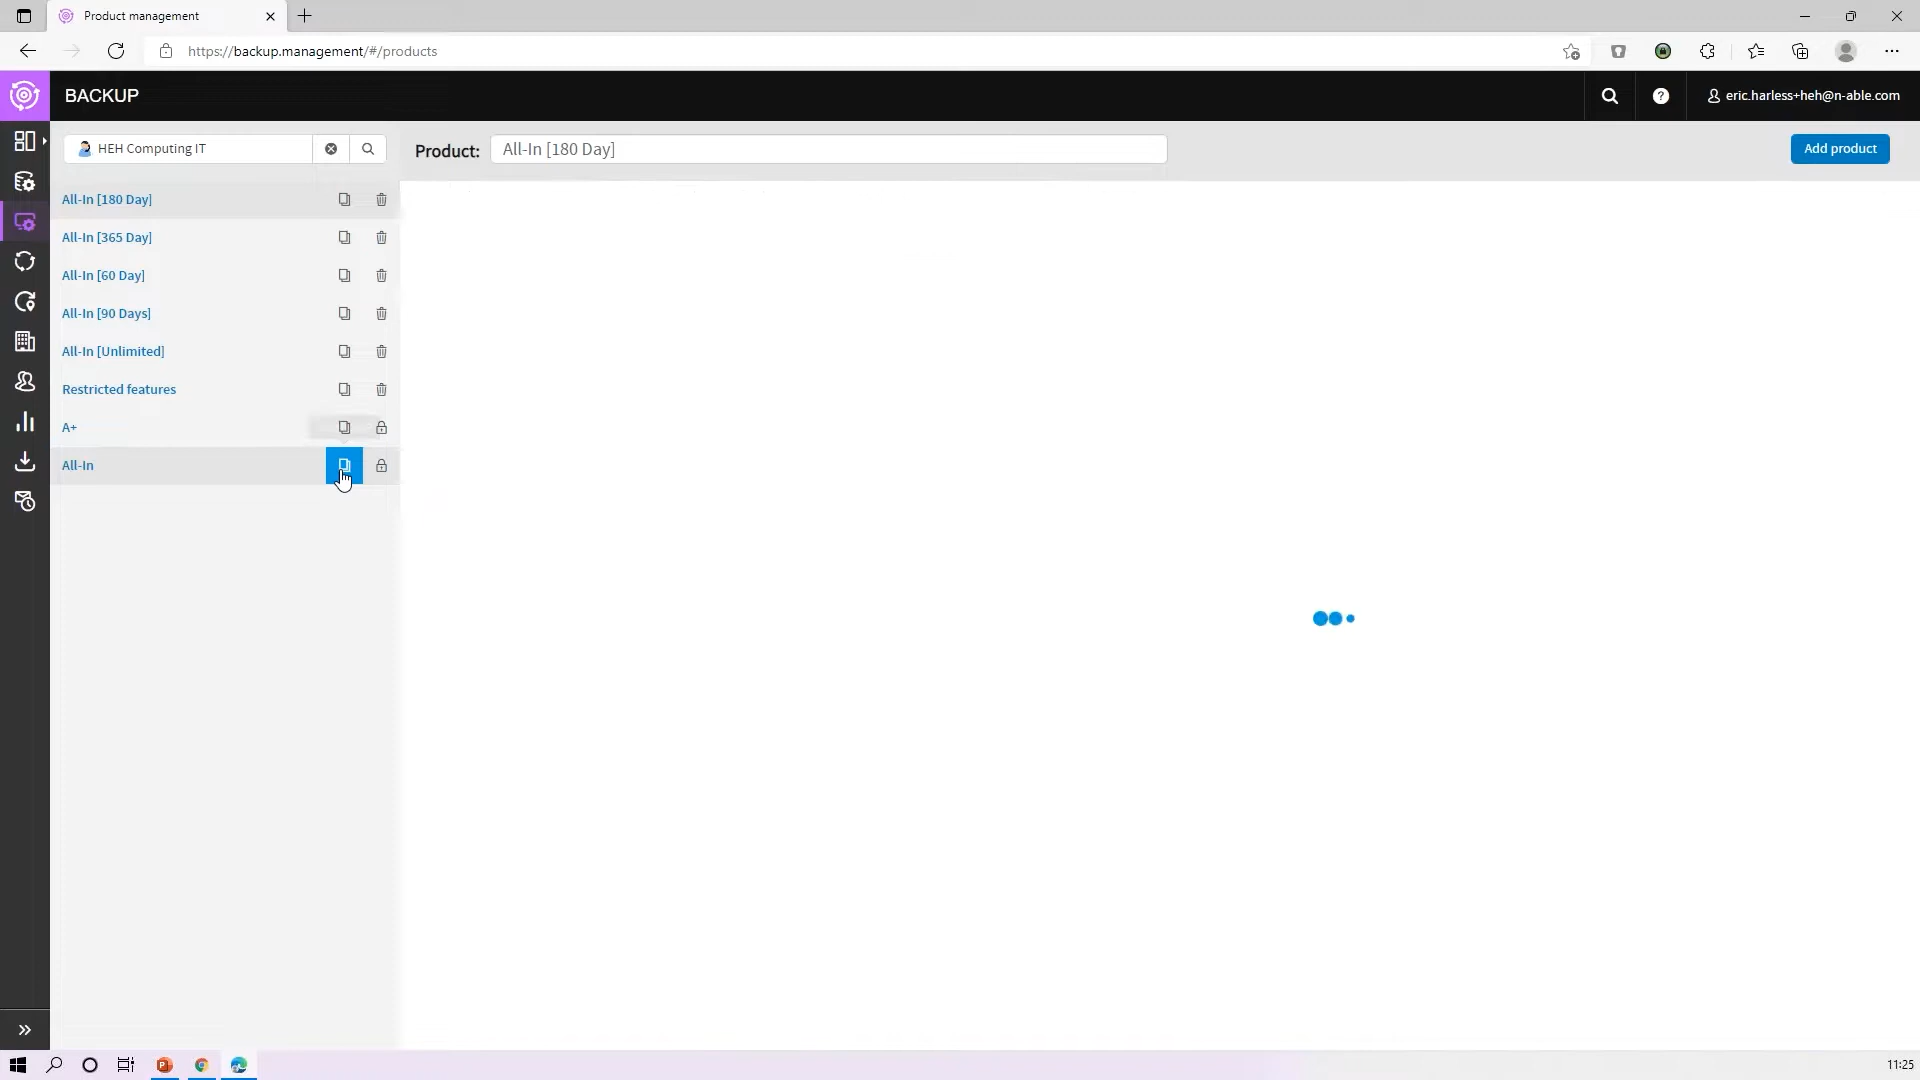 Product management
https://backup.management/#/products
BACKUP
eric.harless+heh@n-able.com
HEH Computing IT
Product:
All-In [180 Day]
Add product
All-In [180 Day]
All-In [365 Day]
All-In [60 Day]
All-In [90 Days]
All-In [Unlimited]
Restricted features
A+
All-In
11:25